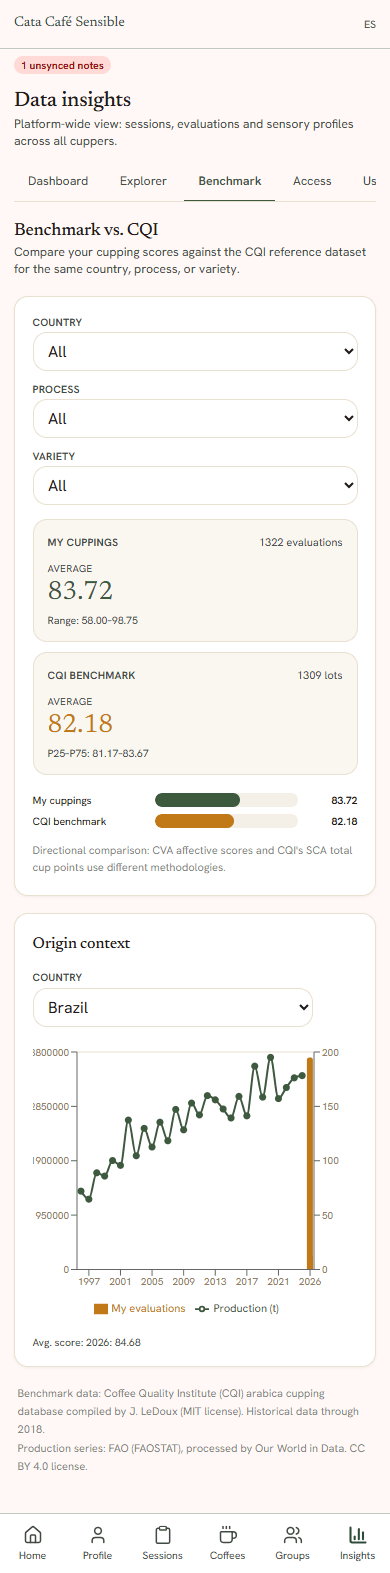 Cata Café Sensible
ES
1 unsynced notes
Data insights
Platform-wide view: sessions, evaluations and sensory profiles
across all cuppers.
Dashboard Explorer Benchmark Access Us
Benchmark vs. CQI
Compare your cupping scores against the CQI reference dataset
for the same country, process, or variety.
COUNTRY
All
PROCESS
All
VARIETY
All
MY CUPPINGS 1322 evaluations
AVERAGE
83.72
Range: 58.00–98.75
CQI BENCHMARK 1309 lots
AVERAGE
82.18
P25–P75: 81.17–83.67
My cuppings 83.72
CQI benchmark 82.18
Directional comparison: CVA affective scores and CQI's SCA total
cup points use different methodologies.
Origin context
COUNTRY
Brazil
3800000 200
2850000 150
1900000 100
950000 50
0 0
1997 2001 2005 2009 2013 2017 2021 2026
My evaluations Production (t)
Avg. score: 2026: 84.68
Benchmark data: Coffee Quality Institute (CQI) arabica cupping
database compiled by J. LeDoux (MIT license). Historical data through
2018.
Production series: FAO (FAOSTAT), processed by Our World in Data. CC
BY 4.0 license.
Home Profile Sessions Coffees Groups Insights